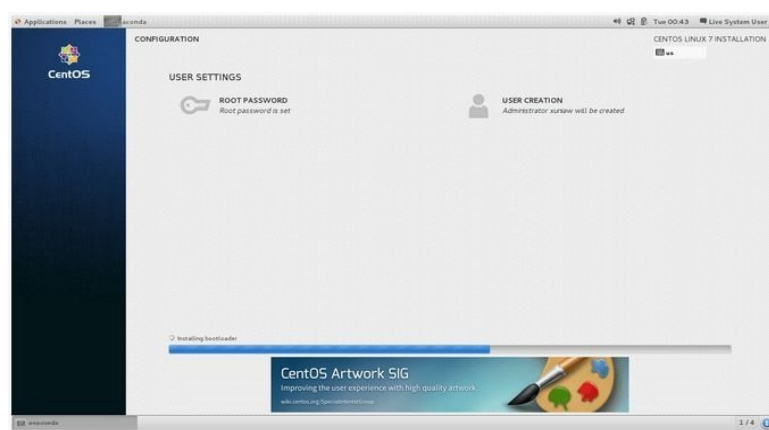 Applications Places aconda Tue 00:43 Live System User
CONFIGURATION
CENTOS LINUX 7 INSTALLATION
us
CentOS
USER SETTINGS
ROOT PASSWORD
Root password is set
USER CREATION
Administrator xunaw will be created
Installing bootloader
CentOS Artwork SIG
Improving the user experience with high quality artwork.
anaconda
1 / 4